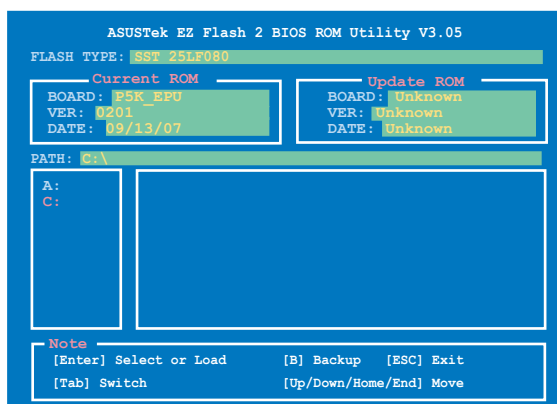 ASUSTek EZ Flash 2 BIOS ROM Utility V3.05
FLASH TYPE: SST 25LF080
Current ROM
BOARD: P5K_EPU
VER: 0201
DATE: 09/13/07
Update ROM
BOARD: Unknown
VER: Unknown
DATE: Unknown
PATH: C:\
A:
C:
Note
[Enter] Select or Load [B] Backup [ESC] Exit
[Tab] Switch [Up/Down/Home/End] Move